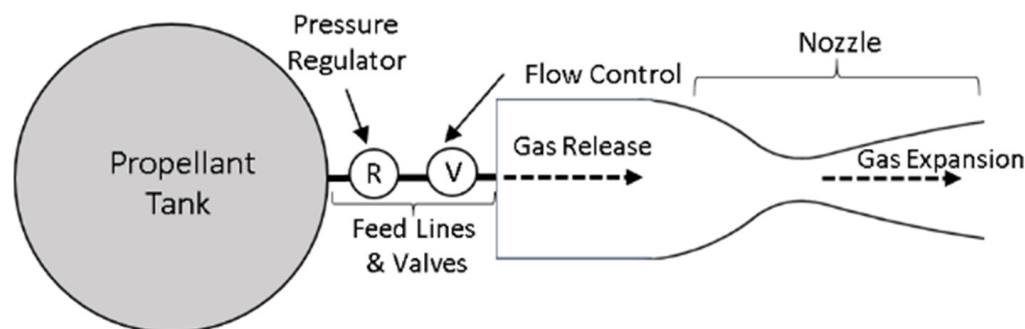 Pressure
Regulator
Flow Control
Nozzle
Propellant
Tank
R
V
Gas Release
Gas Expansion
Feed Lines
& Valves